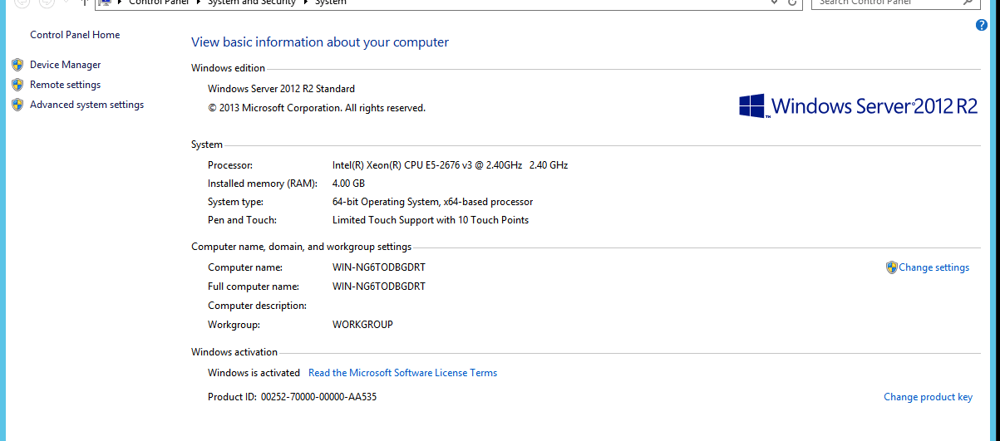 Control Panel System and Security System Search Control Panel
Control Panel Home
Device Manager
Remote settings
Advanced system settings
View basic information about your computer
Windows edition
Windows Server 2012 R2 Standard
© 2013 Microsoft Corporation. All rights reserved.
Windows Server®2012 R2
System
Processor: Intel(R) Xeon(R) CPU E5-2676 v3 @ 2.40GHz 2.40 GHz
Installed memory (RAM): 4.00 GB
System type: 64-bit Operating System, x64-based processor
Pen and Touch: Limited Touch Support with 10 Touch Points
Computer name, domain, and workgroup settings
Computer name: WIN-NG6TODBGDRT Change settings
Full computer name: WIN-NG6TODBGDRT
Computer description:
Workgroup: WORKGROUP
Windows activation
Windows is activated Read the Microsoft Software License Terms
Product ID: 00252-70000-00000-AA535 Change product key